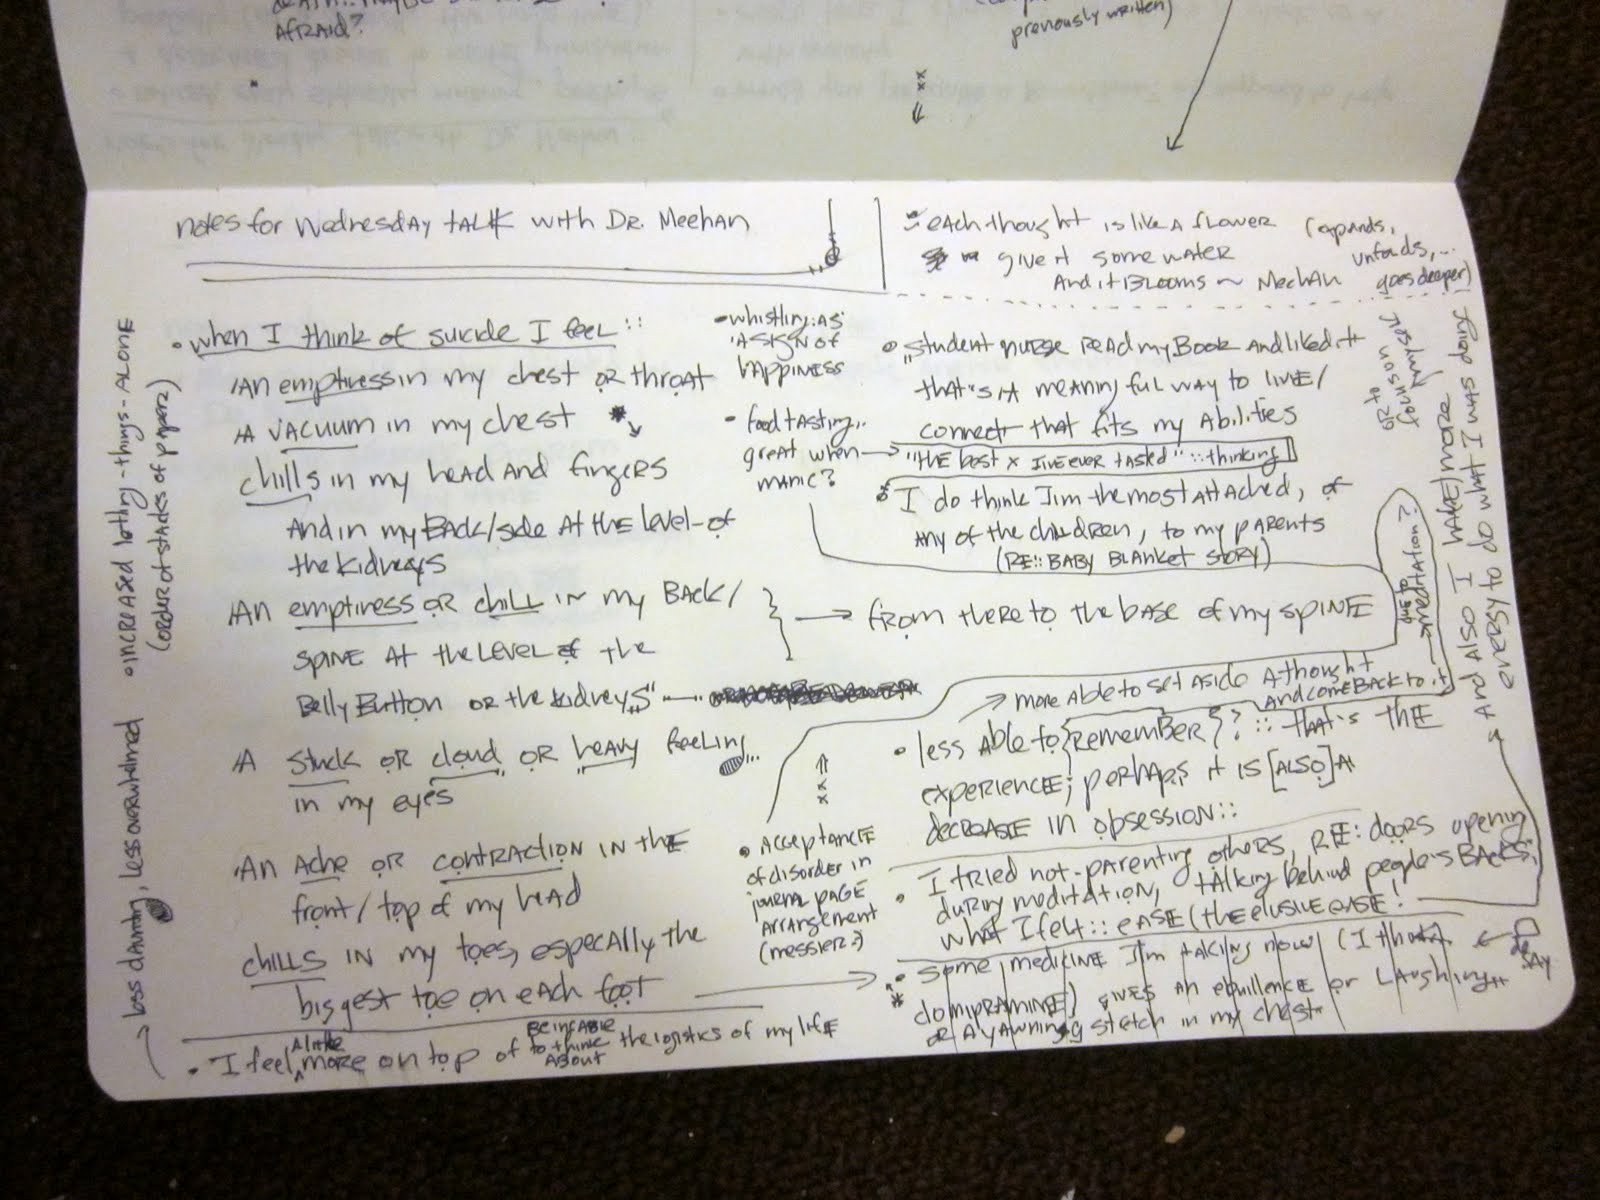 Afraid?
previously written)
notes for Wednesday talk with Dr. Meehan
each thought is like a flower
give it some water
And it Blooms ~ Meehan
(expands,
unfolds,...
goes deeper)
• when I think of suicide I feel ::
An emptiness in my chest or throat
A vacuum in my chest
chills in my head and fingers
And in my Back/side At the level of
the kidneys
An emptiness or chill in my Back/
spine At the level of the
Belly Button or the kidneys
→ from there to the base of my spine
A stuck or cloud or heavy feeling...
in my eyes
An Ache or contraction in the
front/top of my head
chills in my toes, especially the
biggest toe on each foot
• I feel a little more on top of being able to think about the logistics of my life
• whistling: as
a sign of
happiness
• food tasting..
great when
manic?
→ "the best x I've ever tasted" :: thinking
• Acceptance
of disorder in
journal page
arrangement
(messier?)
• student nurse read my Book and liked it
that's a meaningful way to live/
connect that fits my Abilities
• I do think I'm the most attached, of
any of the children, to my parents
(RE:: BABY BLANKET STORY)
→ more Able to set aside A thought
and come Back to it
due to
meditation?
• less Able to {remember}? :: that's the
experience; perhaps it is [ALSO] A
decrease in obsession::
• I tried not-parenting others, RE: doors opening
during meditation, talking behind people's Backs,
what I felt:: ease (the elusive ease!
• some medicine I'm taking now (I think
clomipramine) gives an ebullience or laughing
or A yawning stretch in my chest
increased letting-things-ALONE
(order of stacks of papers)
→ less daunting, less overwhelmed
And also I have more
energy to do what I was doing
or to
focus on
myself